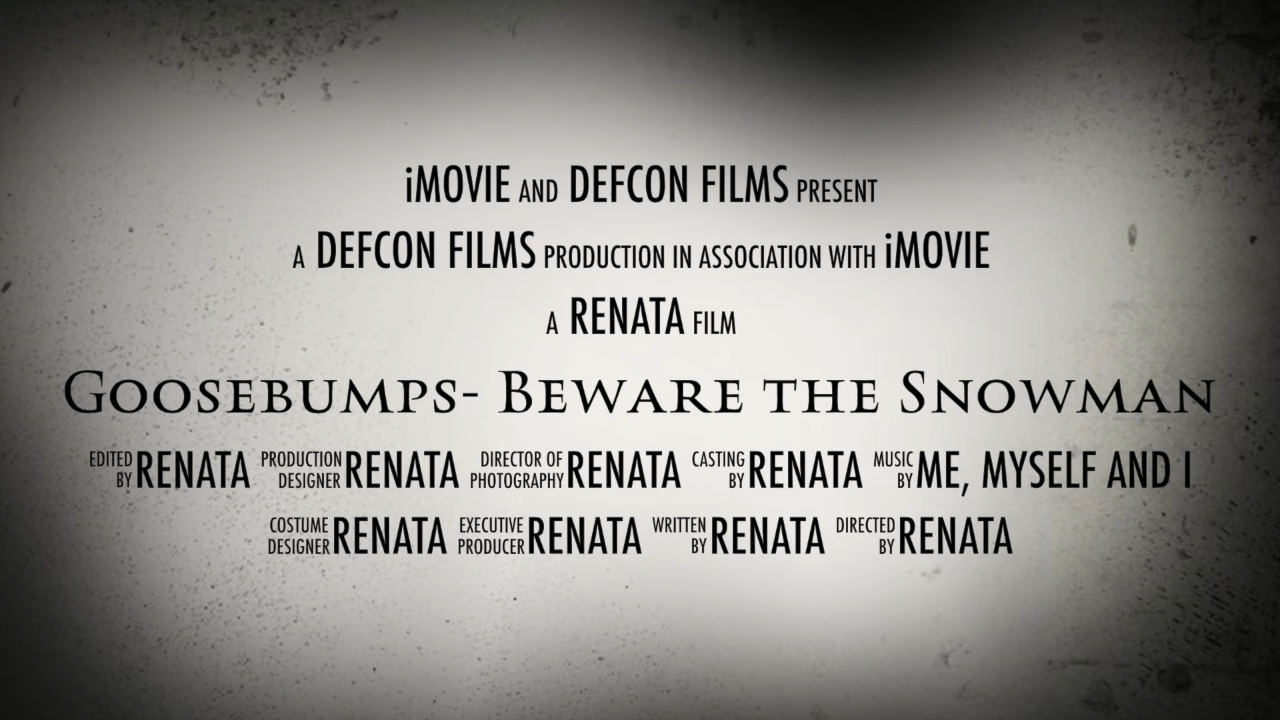 iMOVIE AND DEFCON FILMS PRESENT
A DEFCON FILMS PRODUCTION IN ASSOCIATION WITH iMOVIE
A RENATA FILM
GOOSEBUMPS- BEWARE THE SNOWMAN
EDITED BY RENATA PRODUCTION DESIGNER RENATA DIRECTOR OF PHOTOGRAPHY RENATA CASTING BY RENATA MUSIC BY ME, MYSELF AND I
COSTUME DESIGNER RENATA EXECUTIVE PRODUCER RENATA WRITTEN BY RENATA DIRECTED BY RENATA